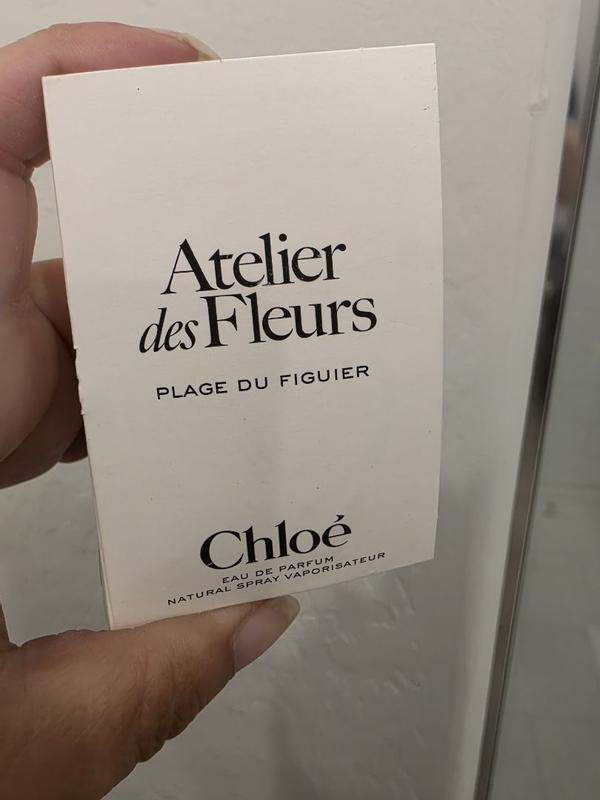 Atelier
des Fleurs
PLAGE DU FIGUIER
Chloé
EAU DE PARFUM
NATURAL SPRAY VAPORISATEUR